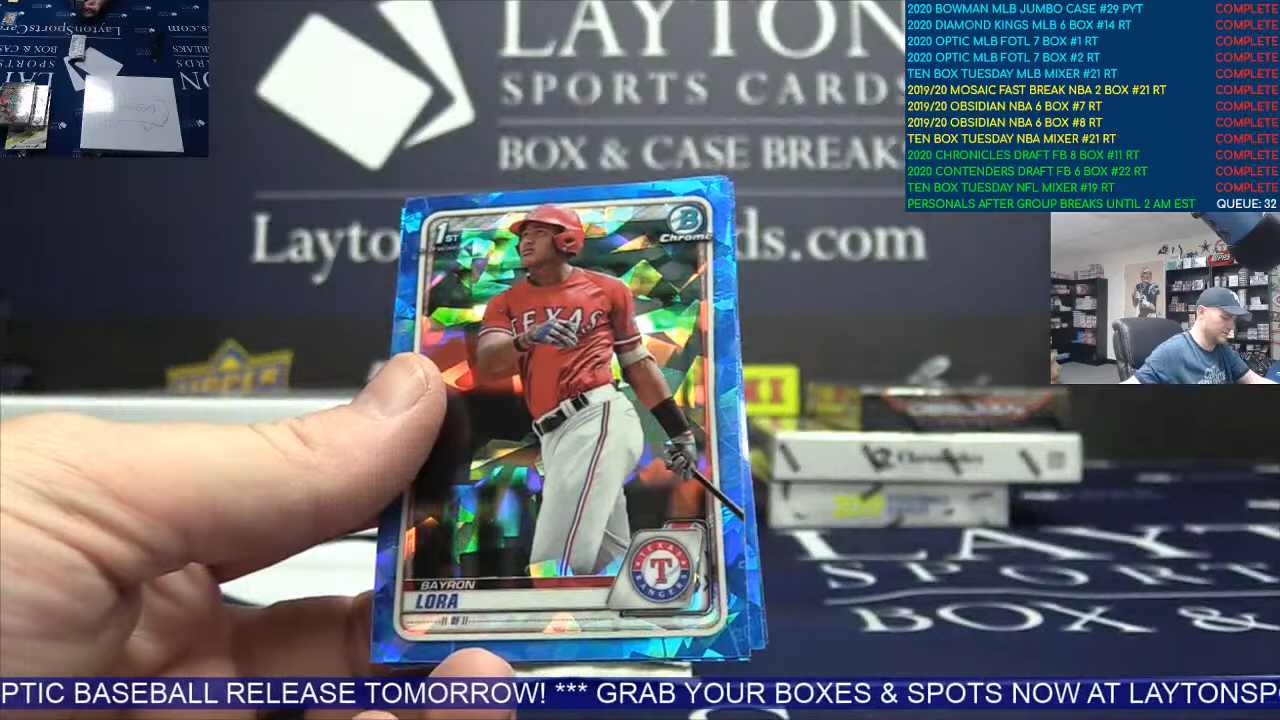 2020 BOWMAN MLB JUMBO CASE #29 PYT COMPLETE
2020 DIAMOND KINGS MLB 6 BOX #14 RT COMPLETE
2020 OPTIC MLB FOTL 7 BOX #1 RT COMPLETE
2020 OPTIC MLB FOTL 7 BOX #2 RT COMPLETE
TEN BOX TUESDAY MLB MIXER #21 RT COMPLETE
2019/20 MOSAIC FAST BREAK NBA 2 BOX #21 RT COMPLETE
2019/20 OBSIDIAN NBA 6 BOX #7 RT COMPLETE
2019/20 OBSIDIAN NBA 6 BOX #8 RT COMPLETE
TEN BOX TUESDAY NBA MIXER #21 RT COMPLETE
2020 CHRONICLES DRAFT FB 8 BOX #11 RT COMPLETE
2020 CONTENDERS DRAFT FB 6 BOX #22 RT COMPLETE
TEN BOX TUESDAY NFL MIXER #19 RT COMPLETE
PERSONALS AFTER GROUP BREAKS UNTIL 2 AM EST QUEUE: 32
LAYTON
SPORTS CARDS
BOX & CASE BREAK
Layto ds.com
1ST
B
Chrome
TEXAS
TEXAS
T
RANGERS
BAYRON
LORA
Chronicles
LAYT
SPORTS
BOX &
PTIC BASEBALL RELEASE TOMORROW! *** GRAB YOUR BOXES & SPOTS NOW AT LAYTONSP